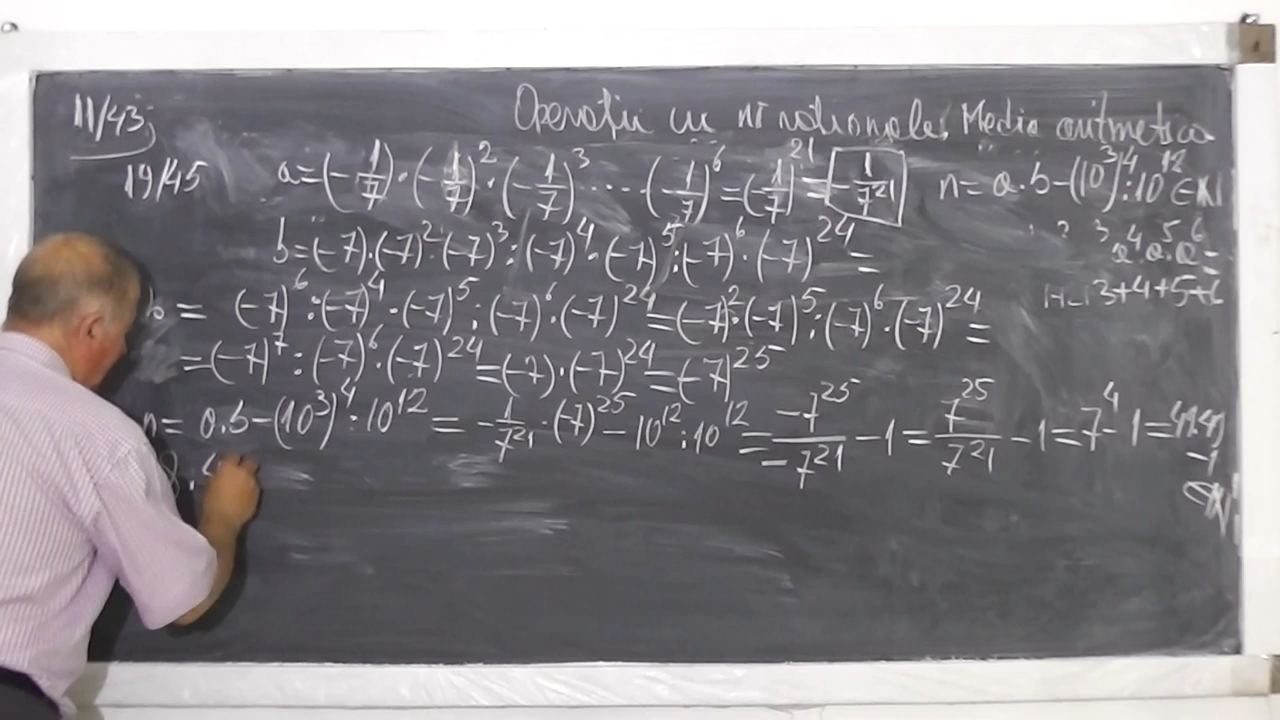 11/43; Operații cu nr raționale. Media aritmetica
19/45 a=(-1/7)·(-1/7)²·(-1/7)³·····(-1/7)⁶=(-1/7)²¹=-1/7²¹ n=a·b-(10³)⁴:10¹²∈ℕ
b=(-7)·(-7)²·(-7)³:(-7)⁴·(-7)⁵:(-7)⁶·(-7)²⁴=
b= (-7)⁶:(-7)⁴·(-7)⁵:(-7)⁶·(-7)²⁴=(-7)²·(-7)⁵:(-7)⁶·(-7)²⁴= 3+4+5+6
=(-7)⁷:(-7)⁶·(-7)²⁴=(-7)·(-7)²⁴=(-7)²⁵
n= a·b-(10³)⁴:10¹²=-1/7²¹·(-7)²⁵-10¹²:10¹²=-7²⁵/-7²¹-1=7²⁵/7²¹-1=7⁴-1=49·49
-1
∈ℕ